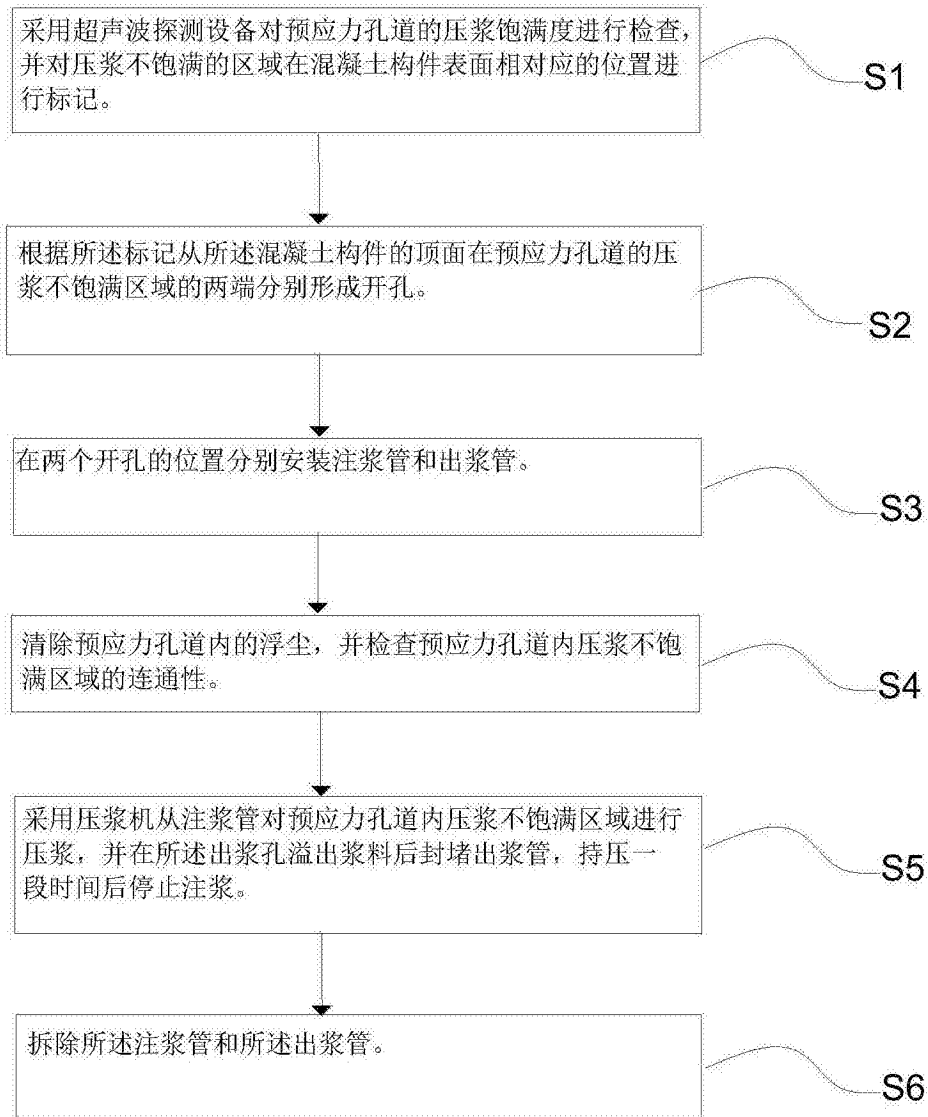 采用超声波探测设备对预应力孔道的压浆饱满度进行检查，
并对压浆不饱满的区域在混凝土构件表面相对应的位置进
行标记。
S1
根据所述标记从所述混凝土构件的顶面在预应力孔道的压
浆不饱满区域的两端分别形成开孔。
S2
在两个开孔的位置分别安装注浆管和出浆管。
S3
清除预应力孔道内的浮尘，并检查预应力孔道内压浆不饱
满区域的连通性。
S4
采用压浆机从注浆管对预应力孔道内压浆不饱满区域进行
压浆，并在所述出浆孔溢出浆料后封堵出浆管，持压一
段时间后停止注浆。
S5
拆除所述注浆管和所述出浆管。
S6